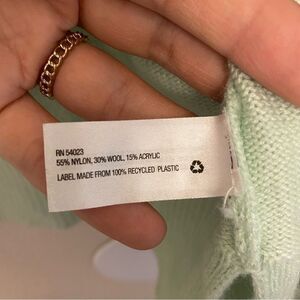 RN 54023
55% NYLON, 30% WOOL, 15% ACRYLIC
LABEL MADE FROM 100% RECYCLED PLASTIC